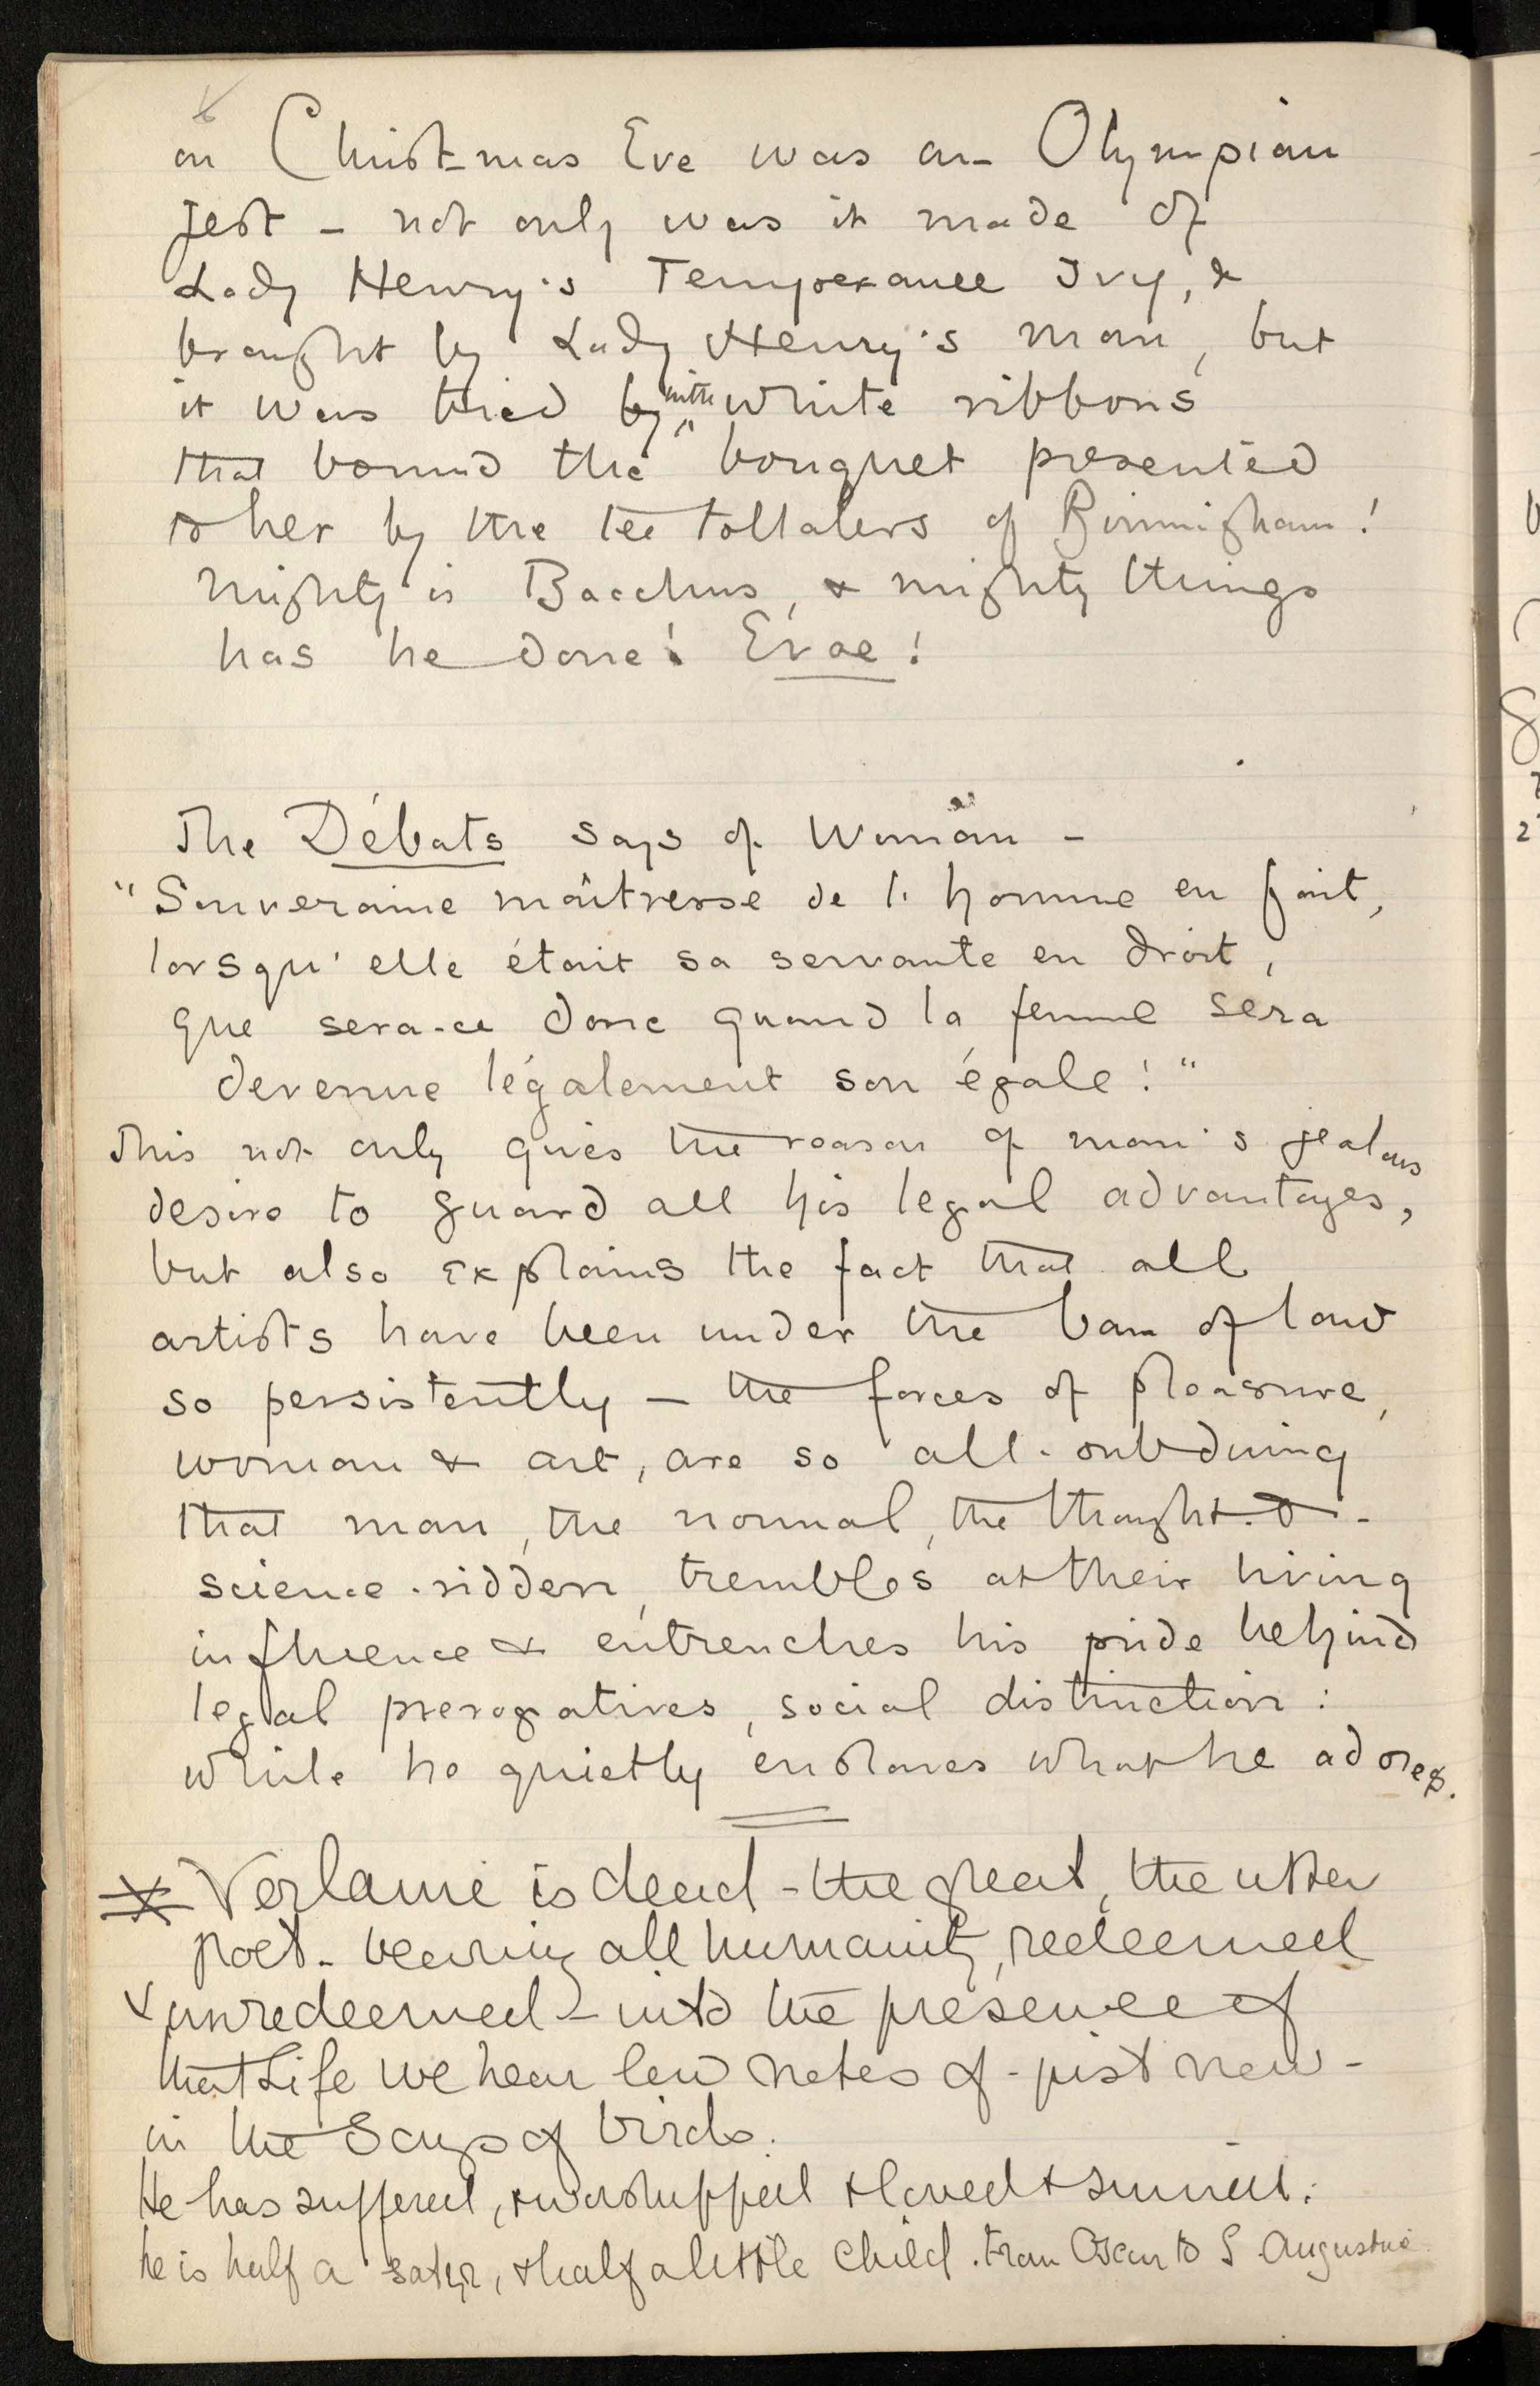 on Christmas Eve was an Olympian
jest – not only was it made of
Lady Henry's Temperance Ivy, &
brought by Lady Henry's man, but
it was tied by with white ribbons
that bound the bouquet presented
to her by the tee tollalers of Birmingham!
Mighty is Bacchus, & mighty things
has he done! Evoe!
The Débats says of Woman –
"Souveraine maîtresse de l'homme en fait,
lorsqu'elle était sa servante en droit,
que sera-ce donc quand la femme sera
devenue légalement son égale!"
This not only gives the reason of man's jealous
desire to guard all his legal advantages,
but also explains the fact that all
artists have been under the ban of law
so persistently – the forces of pleasure,
woman & art, are so all-subduing
that man, the normal, the thought- & -
science-ridden, trembles at their living
influence & entrenches his pride behind
legal prerogatives, social distinction:
while he quietly enslaves what he adores.
Verlaine is dead – the great, the utter
poet – bearing all humanity, redeemed
& unredeemed – into the presence of
that Life we hear low notes of – just now –
in the Songs of birds.
He has suffered, & worshipped & loved & sinned:
he is half a satyr, & half a little child. From Oscar to S. Augustine